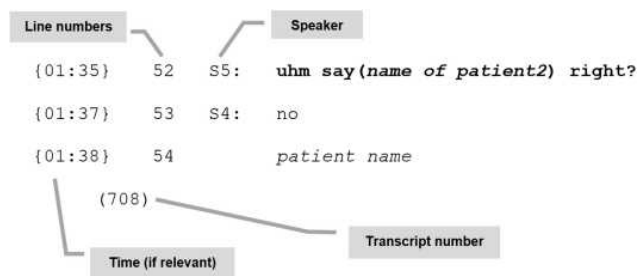 Line numbers Speaker
{01:35} 52 S5: uhm say(name of patient2) right?
{01:37} 53 S4: no
{01:38} 54 patient name
(708)
Transcript number
Time (if relevant)